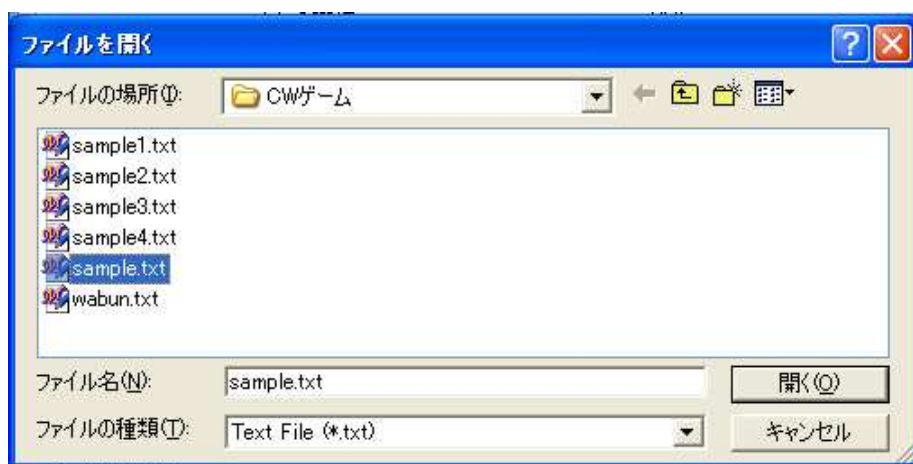 ファイルを開く
ファイルの場所(I):
CWゲーム
sample1.txt
sample2.txt
sample3.txt
sample4.txt
sample.txt
wabun.txt
ファイル名(N):
sample.txt
開く(O)
ファイルの種類(T):
Text File (*.txt)
キャンセル